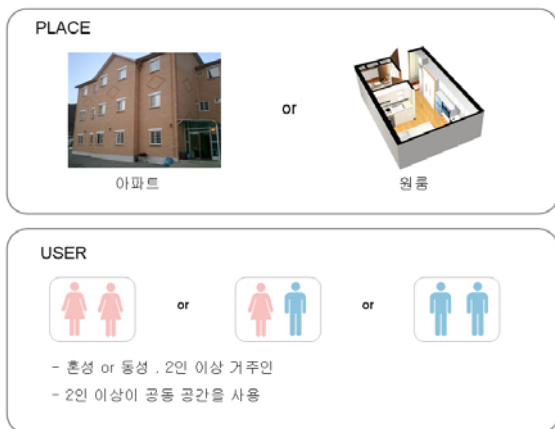 PLACE
or
아파트
원룸
USER
or
or
- 혼성 or 동성 , 2인 이상 거주인
- 2인 이상이 공동 공간을 사용